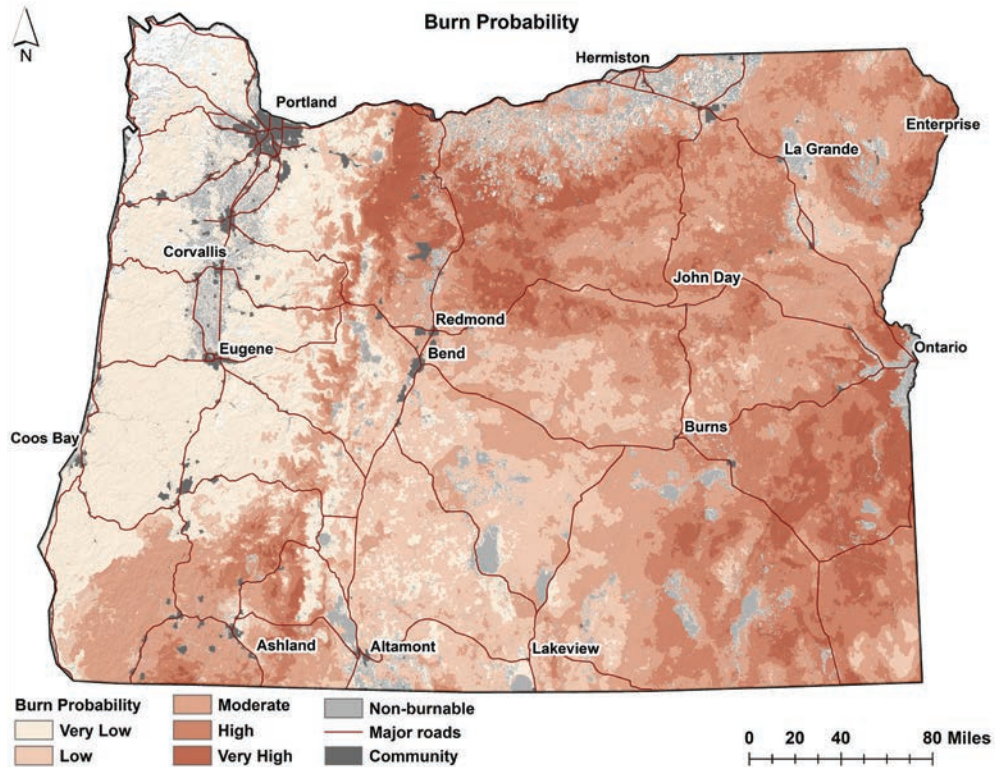 Burn Probability
N
Hermiston
Portland
Enterprise
La Grande
Corvallis
John Day
Redmond
Ontario
Eugene
Bend
Burns
Coos Bay
Ashland
Altamont
Lakeview
Burn Probability
Very Low
Low
Moderate
High
Very High
Non-burnable
Major roads
Community
0 20 40 80 Miles